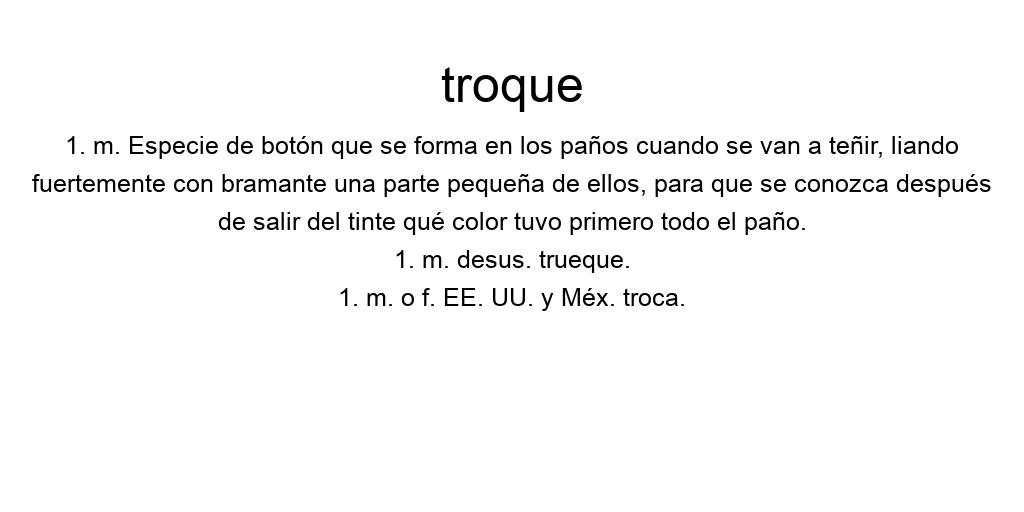 troque
1. m. Especie de botón que se forma en los paños cuando se van a teñir, liando
fuertemente con bramante una parte pequeña de ellos, para que se conozca después
de salir del tinte qué color tuvo primero todo el paño.
1. m. desus. trueque.
1. m. o f. EE. UU. y Méx. troca.